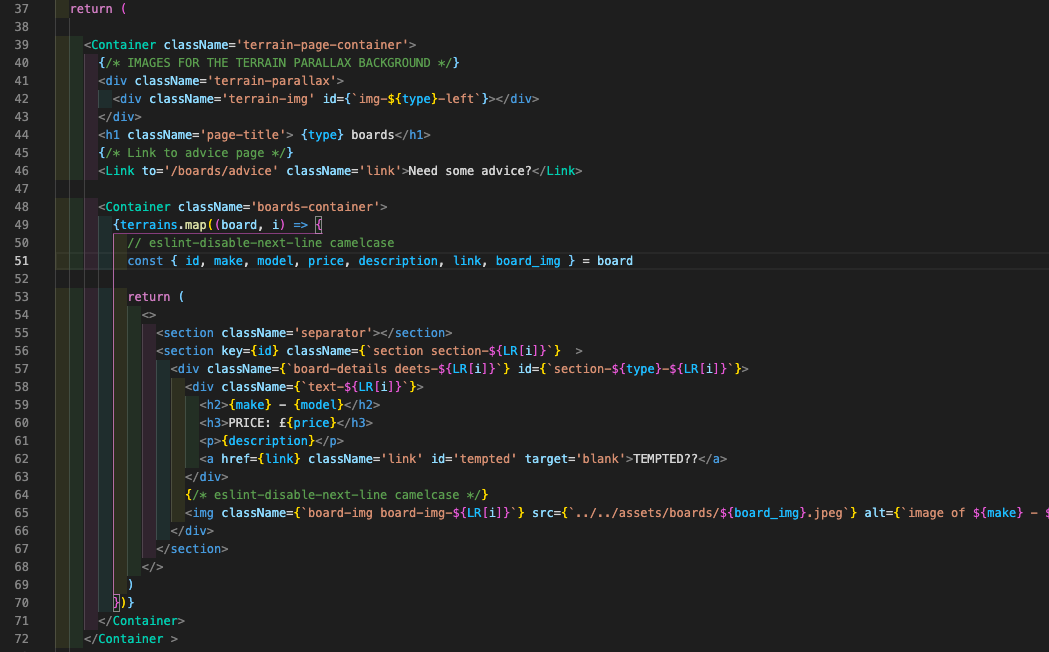 37 return (
38
39 <Container className='terrain-page-container'>
40 {/* IMAGES FOR THE TERRAIN PARALLAX BACKGROUND */}
41 <div className='terrain-parallax'>
42 <div className='terrain-img' id={`img-${type}-left`}></div>
43 </div>
44 <h1 className='page-title'> {type} boards</h1>
45 {/* Link to advice page */}
46 <Link to='/boards/advice' className='link'>Need some advice?</Link>
47
48 <Container className='boards-container'>
49 {terrains.map((board, i) => {
50 // eslint-disable-next-line camelcase
51 const { id, make, model, price, description, link, board_img } = board
52
53 return (
54 <>
55 <section className='separator'></section>
56 <section key={id} className={`section section-${LR[i]}`}  >
57 <div className={`board-details deets-${LR[i]}`} id={`section-${type}-${LR[i]}`}>
58 <div className={`text-${LR[i]}`}>
59 <h2>{make} - {model}</h2>
60 <h3>PRICE: £{price}</h3>
61 <p>{description}</p>
62 <a href={link} className='link' id='tempted' target='blank'>TEMPTED??</a>
63 </div>
64 {/* eslint-disable-next-line camelcase */}
65 <img className={`board-img board-img-${LR[i]}`} src={`../../assets/boards/${board_img}.jpeg`} alt={`image of ${make} - $
66 </div>
67 </section>
68 </>
69 )
70 })}
71 </Container>
72 </Container >